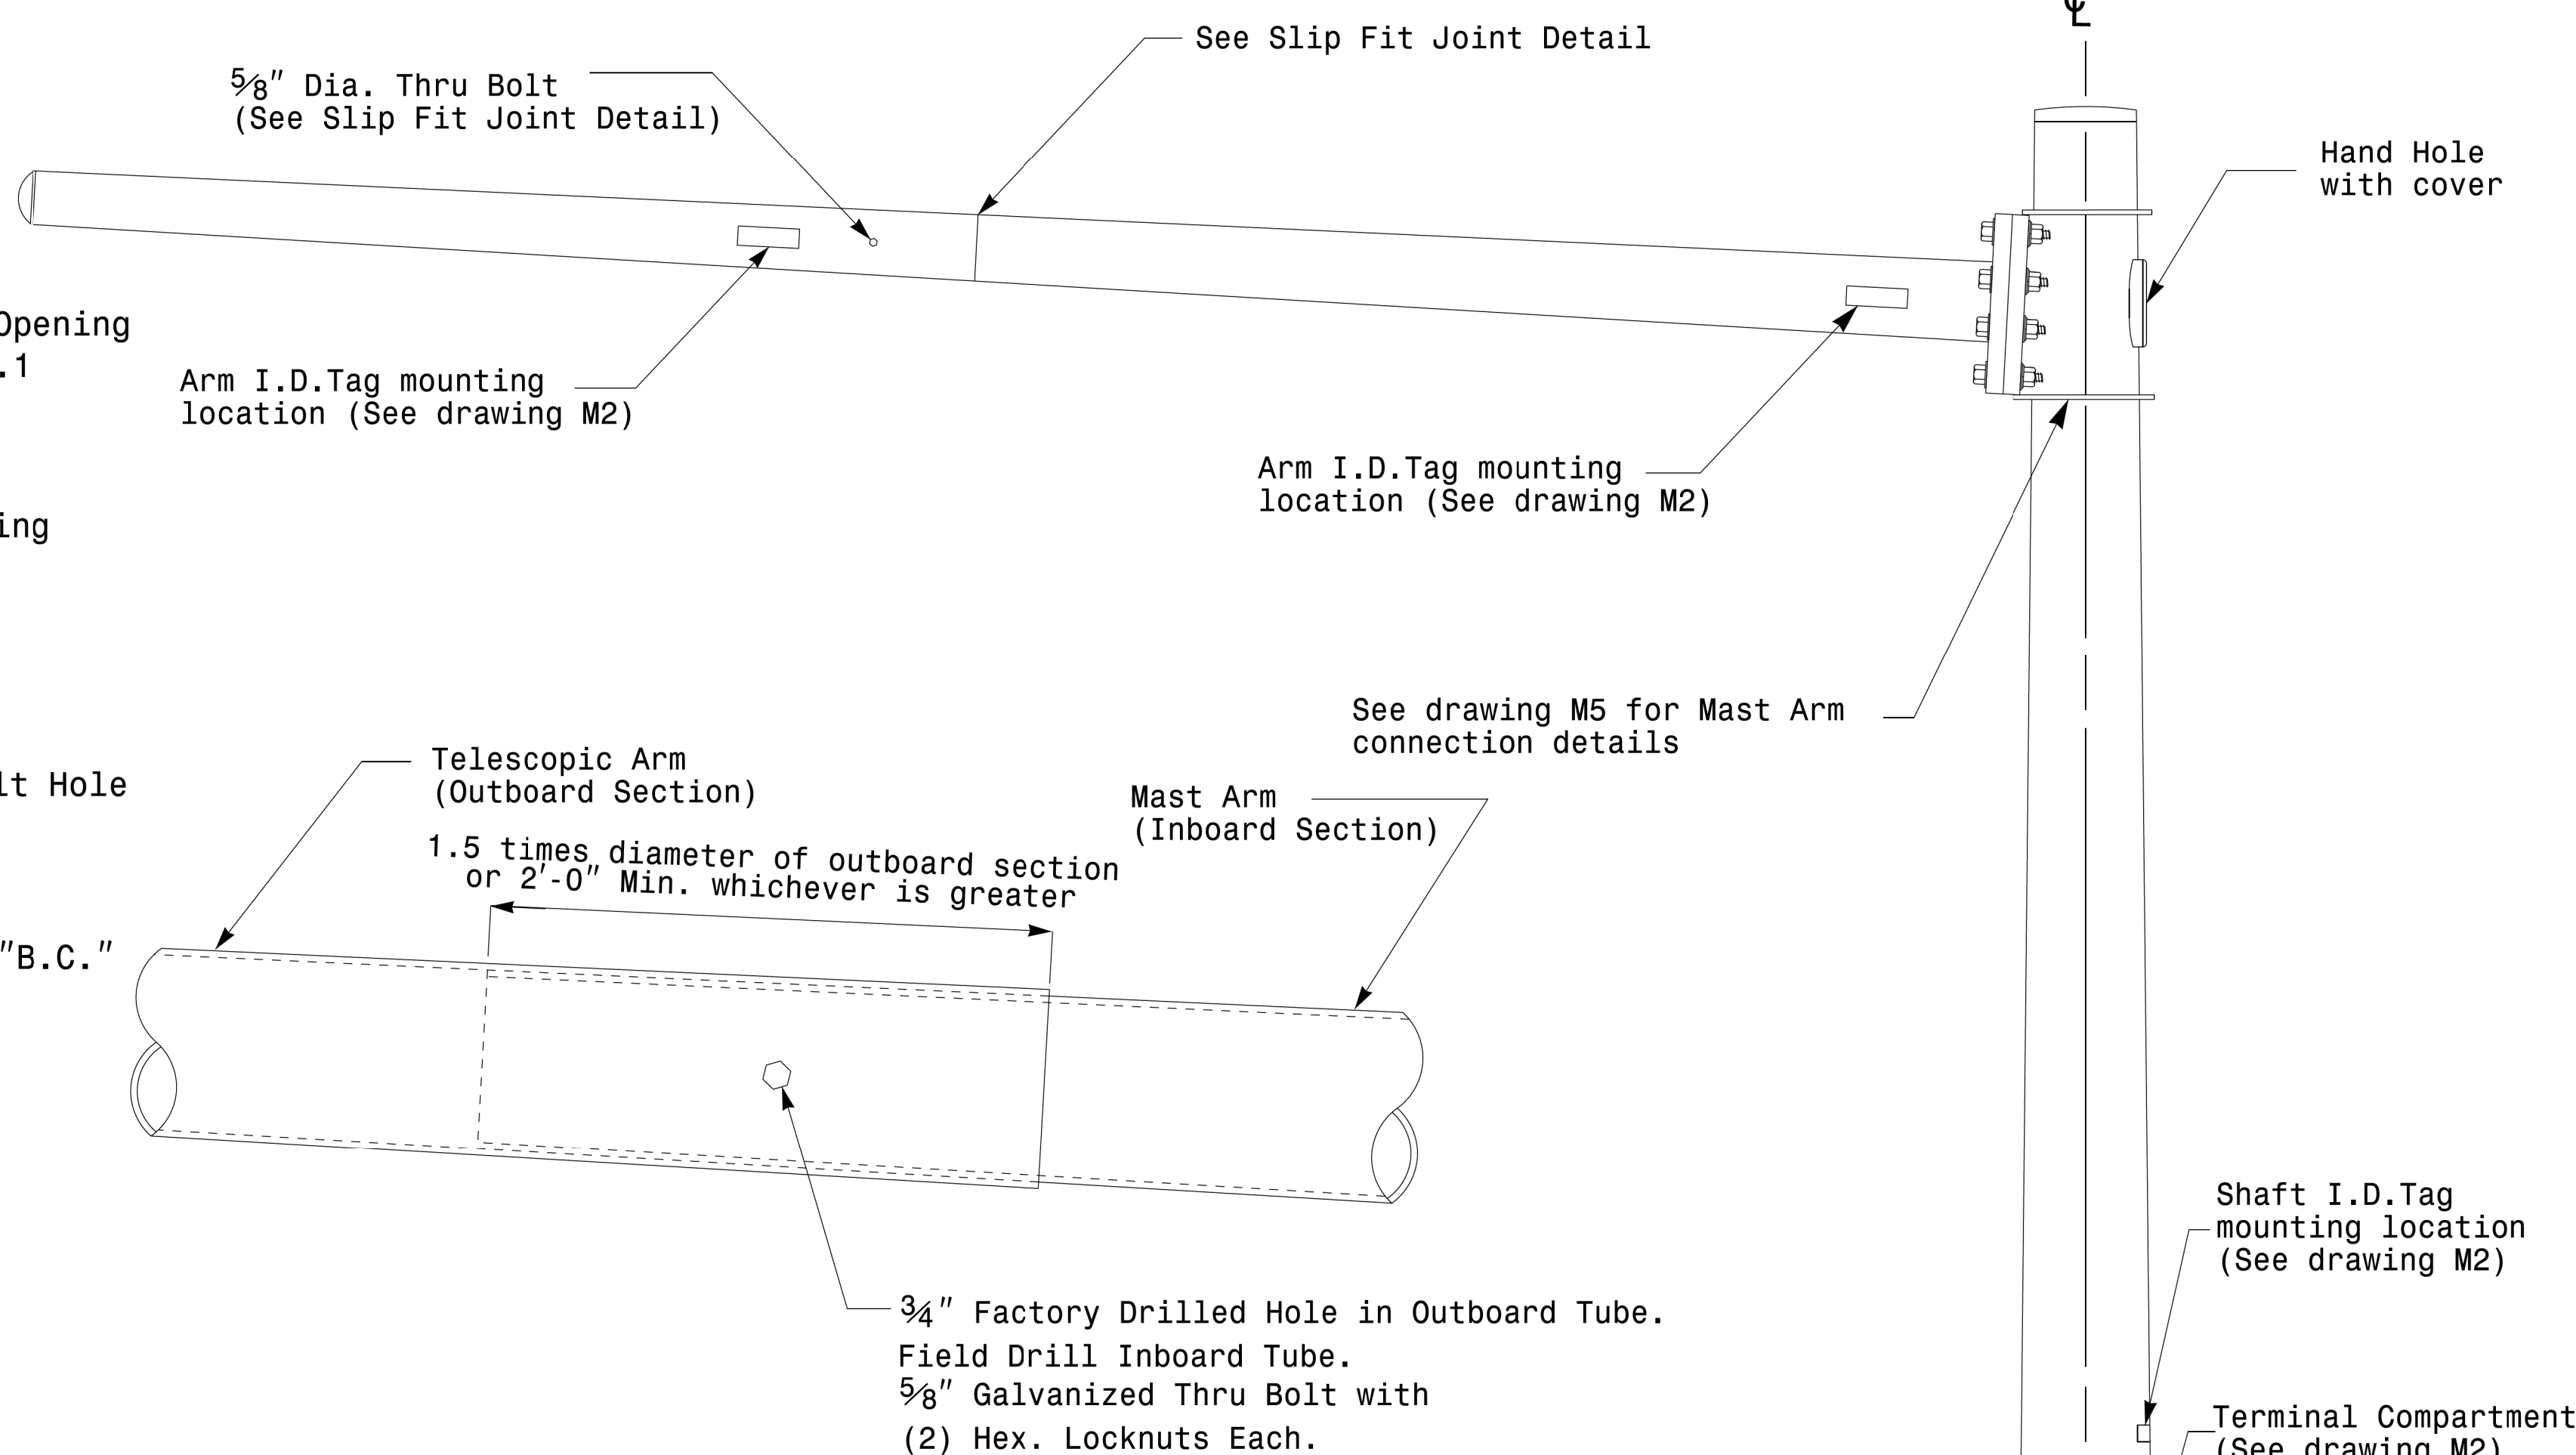 ℄
See Slip Fit Joint Detail
5/8" Dia. Thru Bolt
(See Slip Fit Joint Detail)
Hand Hole
with cover
Opening
.1
Arm I.D.Tag mounting
location (See drawing M2)
Arm I.D.Tag mounting
location (See drawing M2)
ing
See drawing M5 for Mast Arm
connection details
Telescopic Arm
(Outboard Section)
lt Hole
Mast Arm
(Inboard Section)
1.5 times diameter of outboard section
or 2'-0" Min. whichever is greater
"B.C."
Shaft I.D.Tag
mounting location
(See drawing M2)
3/4" Factory Drilled Hole in Outboard Tube.
Field Drill Inboard Tube.
5/8" Galvanized Thru Bolt with
(2) Hex. Locknuts Each.
Terminal Compartment
(See drawing M2)